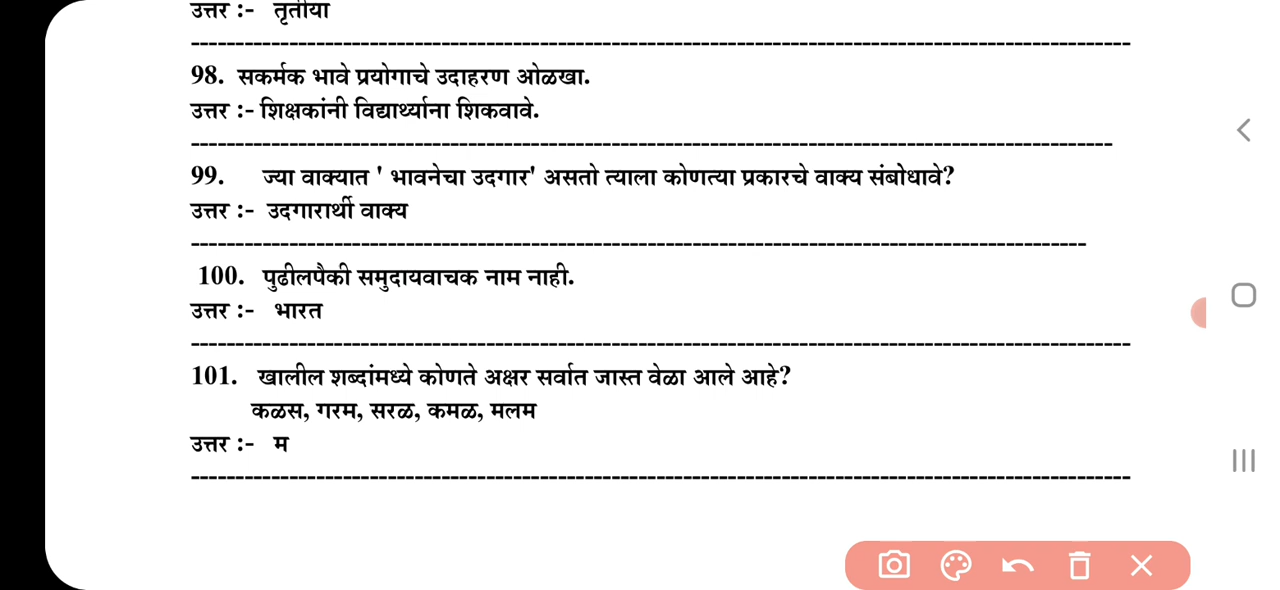 उत्तर :- तृतीया
98. सकर्मक भावे प्रयोगाचे उदाहरण ओळखा.
उत्तर :- शिक्षकांनी विद्यार्थ्याना शिकवावे.
99. ज्या वाक्यात ' भावनेचा उदगार' असतो त्याला कोणत्या प्रकारचे वाक्य संबोधावे?
उत्तर :- उदगारार्थी वाक्य
100. पुढीलपैकी समुदायवाचक नाम नाही.
उत्तर :- भारत
101. खालील शब्दांमध्ये कोणते अक्षर सर्वात जास्त वेळा आले आहे?
कळस, गरम, सरळ, कमळ, मलम
उत्तर :- म